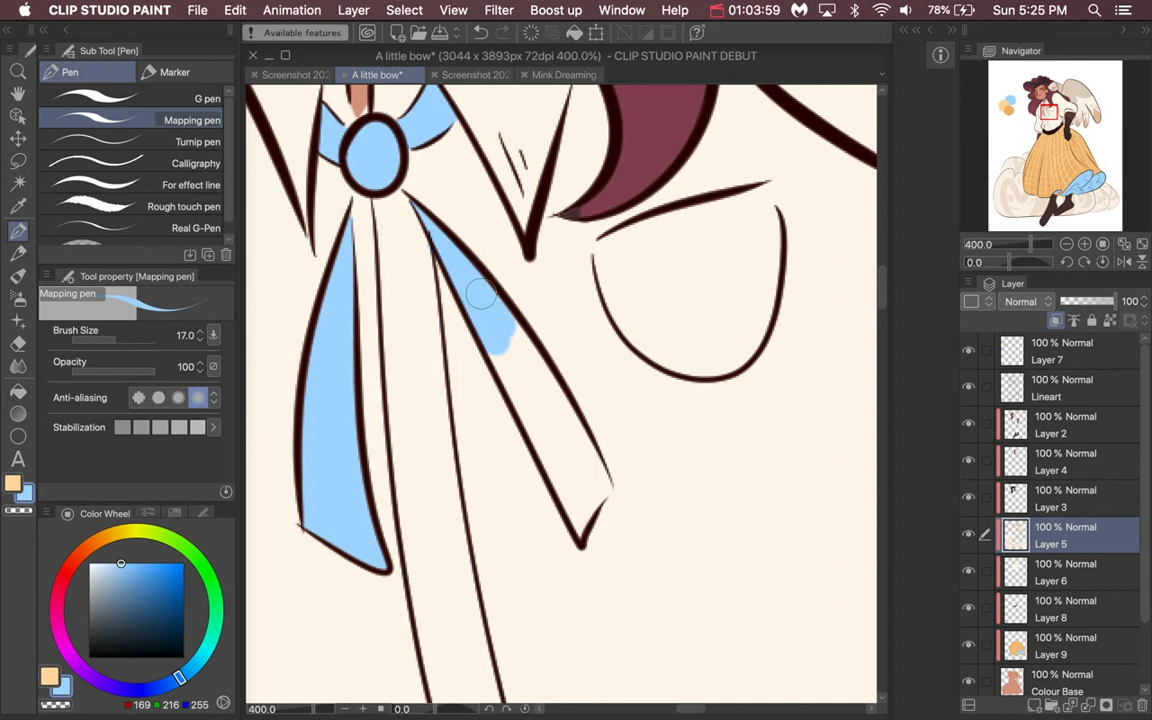 CLIP STUDIO PAINT File Edit Animation Layer Select View Filter Boost up Window Help 01:03:59 78% Sun 5:25 PM
Sub Tool [Pen]
Available features
A little bow* (3044 x 3893px 72dpi 400.0%) - CLIP STUDIO PAINT DEBUT
Navigator
Pen
Marker
Screenshot 202
A little bow*
Screenshot 202
Mink Dreaming
G pen
Mapping pen
Turnip pen
Calligraphy
For effect line
Rough touch pen
Real G-Pen
400.0
0.0
Tool property [Mapping pen]
Layer
Mapping pen
Normal
100
Brush Size
17.0
Opacity
100
Anti-aliasing
Stabilization
100 % Normal
Layer 7
100 % Normal
Lineart
100 % Normal
Layer 2
100 % Normal
Layer 4
100 % Normal
Layer 3
100 % Normal
Layer 5
100 % Normal
Layer 6
100 % Normal
Layer 8
100 % Normal
Layer 9
100 % Normal
Colour Base
A
Color Wheel
169 216 255
400.0
0.0